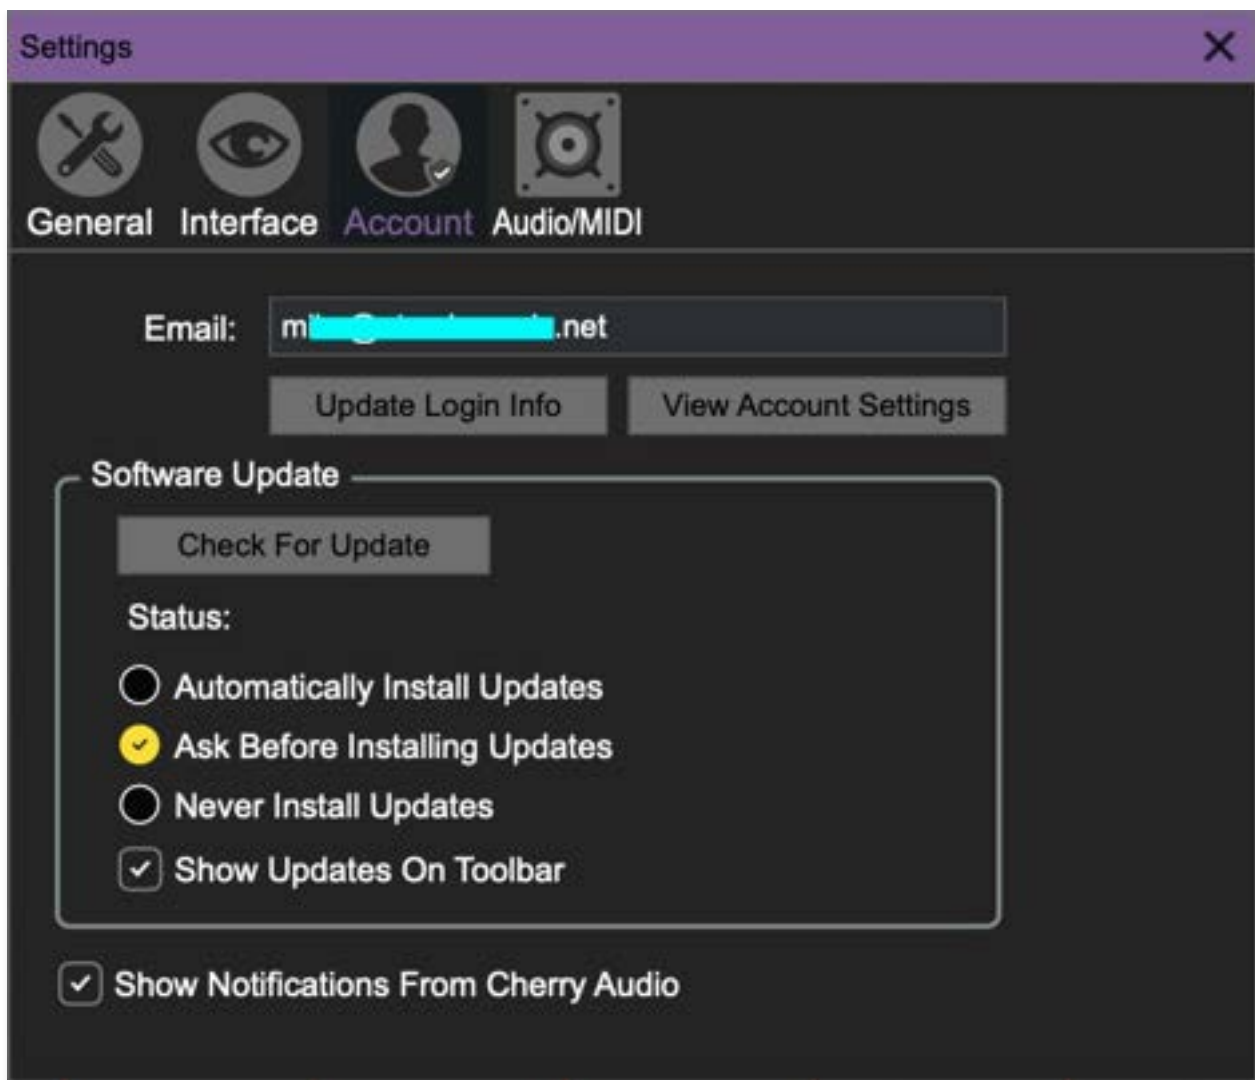 Settings
General Interface Account Audio/MIDI
Email: .net
Update Login Info View Account Settings
Software Update
Check For Update
Status:
Automatically Install Updates
Ask Before Installing Updates
Never Install Updates
Show Updates On Toolbar
Show Notifications From Cherry Audio